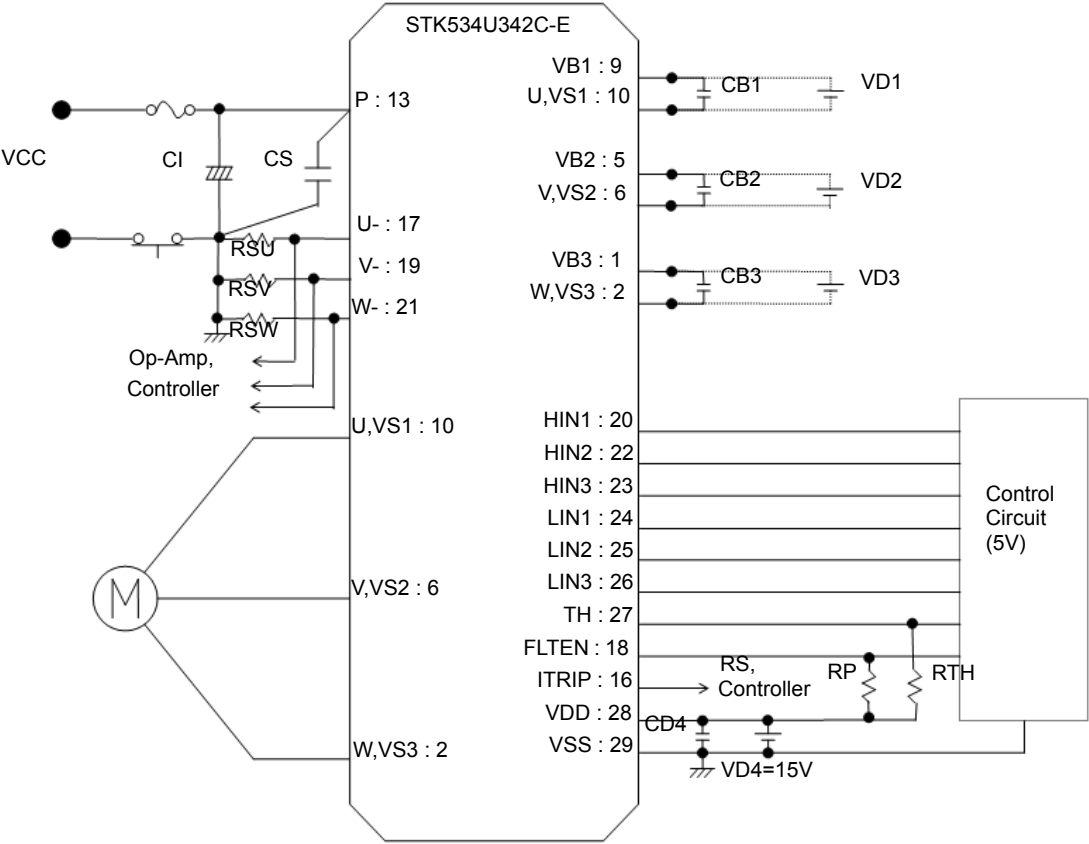 STK534U342C-E
VB1 : 9
CB1
VD1
P : 13
U,VS1 : 10
VCC
CI
CS
VB2 : 5
CB2
VD2
V,VS2 : 6
U- : 17
RSU
V- : 19
VB3 : 1
CB3
VD3
RSV
W,VS3 : 2
W- : 21
RSW
Op-Amp,
Controller
U,VS1 : 10
HIN1 : 20
HIN2 : 22
HIN3 : 23
LIN1 : 24
LIN2 : 25
LIN3 : 26
Control
Circuit
(5V)
M
V,VS2 : 6
TH : 27
FLTEN : 18
RS,
Controller
RP
RTH
ITRIP : 16
VDD : 28
CD4
VSS : 29
W,VS3 : 2
VD4=15V